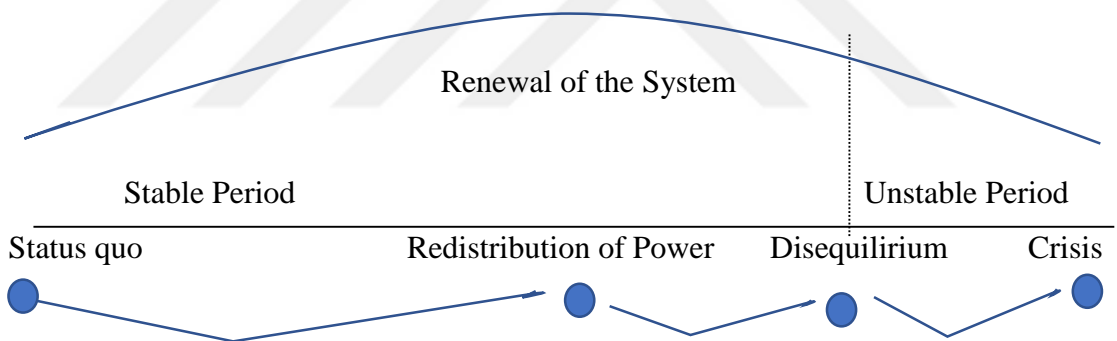 Renewal of the System
Stable Period Unstable Period
Status quo Redistribution of Power Disequilirium Crisis